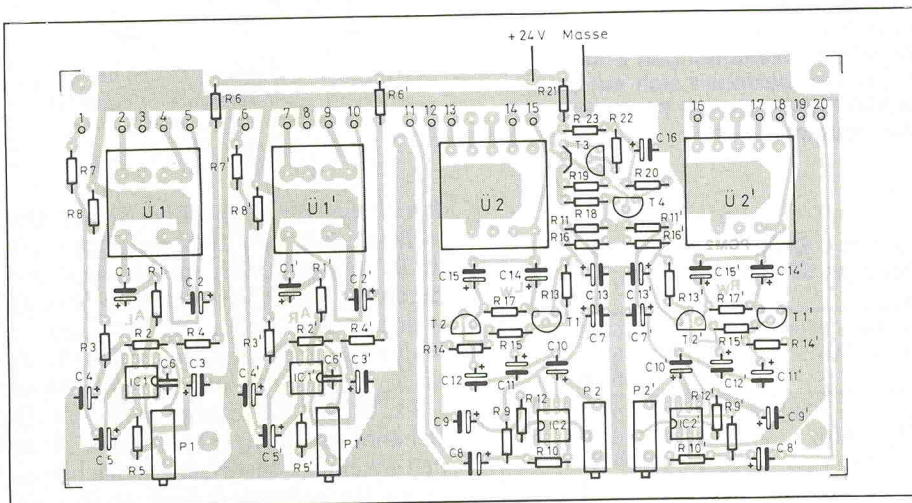 +24V Masse
R6 R6' R21
1 2 3 4 5 6 7 8 9 10 11 12 13 14 15 16 17 18 19 20
R23 R22 C16
T3
R7 R7' R19 R20
R8 Ü1 R8' Ü1' Ü2 R18 T4 Ü2'
R11 R11'
R16 R16'
C1 R1 C2 C1' R1' C2' C15 C14 R13 C13 C13' R13' C15' C14'
R17 R17'
T2 T1 C7 C7' T2' T1'
R3 R2 R4 R3' R2' R4' R14 R15 R15' R14'
C4 IC1 C6 C3 C4' IC1' C6' C3' C12 C11 C10 C10' C12' C11'
P2 P2'
C5 R5 P1 C5' R5' P1' C9 R9 R12 IC2 IC2 R12' R9' C9'
C8 R10 R10' C8'